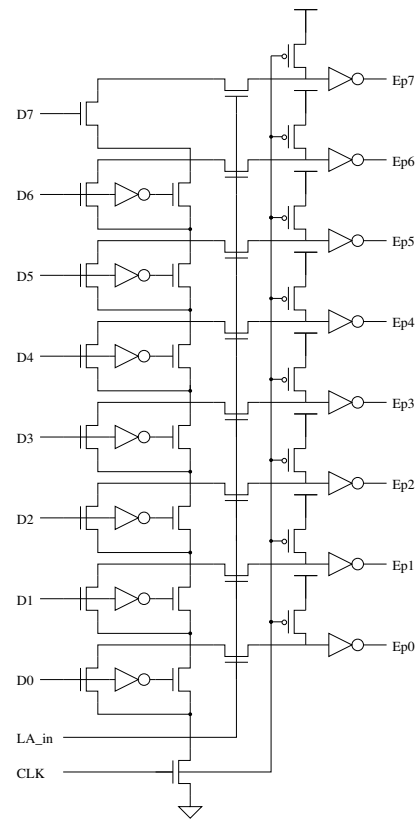 Ep7
D7
Ep6
D6
Ep5
D5
Ep4
D4
Ep3
D3
Ep2
D2
Ep1
D1
Ep0
D0
LA_in
CLK